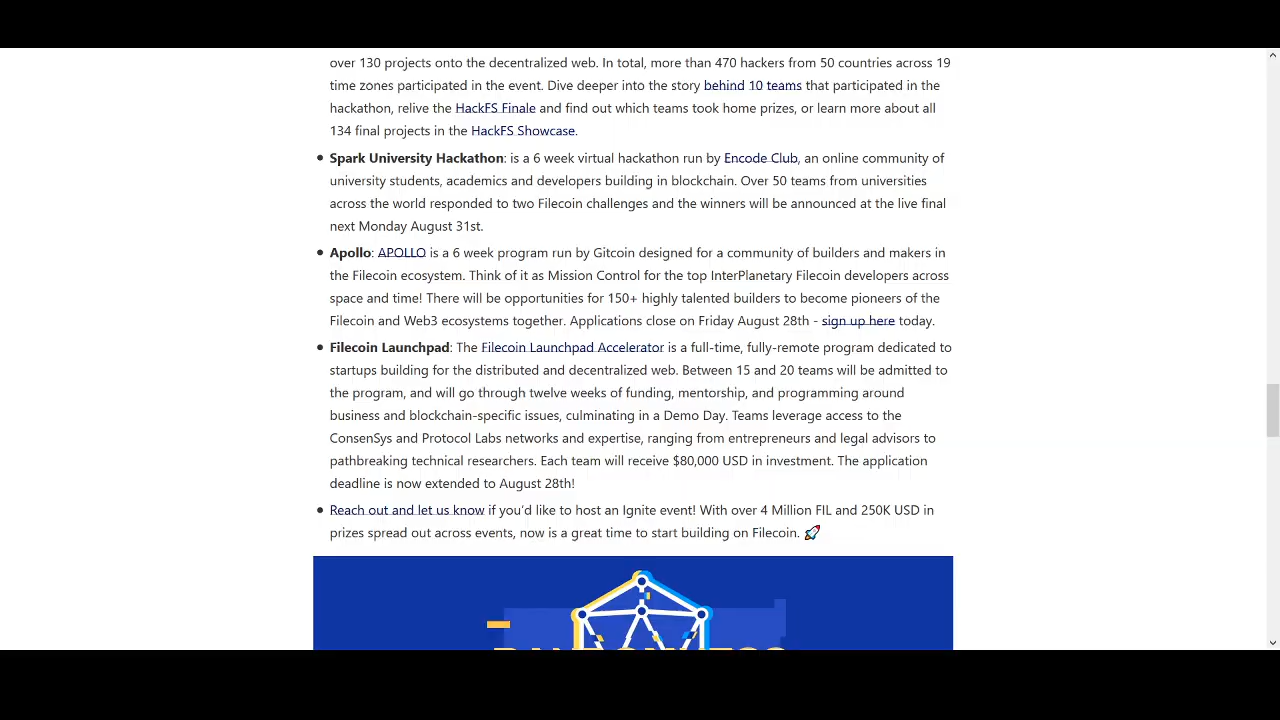 over 130 projects onto the decentralized web. In total, more than 470 hackers from 50 countries across 19
time zones participated in the event. Dive deeper into the story behind 10 teams that participated in the
hackathon, relive the HackFS Finale and find out which teams took home prizes, or learn more about all
134 final projects in the HackFS Showcase.
• Spark University Hackathon: is a 6 week virtual hackathon run by Encode Club, an online community of
university students, academics and developers building in blockchain. Over 50 teams from universities
across the world responded to two Filecoin challenges and the winners will be announced at the live final
next Monday August 31st.
• Apollo: APOLLO is a 6 week program run by Gitcoin designed for a community of builders and makers in
the Filecoin ecosystem. Think of it as Mission Control for the top InterPlanetary Filecoin developers across
space and time! There will be opportunities for 150+ highly talented builders to become pioneers of the
Filecoin and Web3 ecosystems together. Applications close on Friday August 28th - sign up here today.
• Filecoin Launchpad: The Filecoin Launchpad Accelerator is a full-time, fully-remote program dedicated to
startups building for the distributed and decentralized web. Between 15 and 20 teams will be admitted to
the program, and will go through twelve weeks of funding, mentorship, and programming around
business and blockchain-specific issues, culminating in a Demo Day. Teams leverage access to the
ConsenSys and Protocol Labs networks and expertise, ranging from entrepreneurs and legal advisors to
pathbreaking technical researchers. Each team will receive $80,000 USD in investment. The application
deadline is now extended to August 28th!
• Reach out and let us know if you'd like to host an Ignite event! With over 4 Million FIL and 250K USD in
prizes spread out across events, now is a great time to start building on Filecoin. 🚀